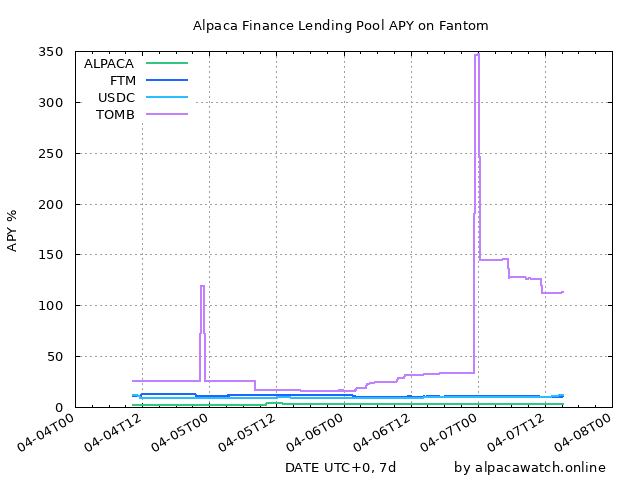 Alpaca Finance Lending Pool APY on Fantom
APY %
350
300
250
200
150
100
50
0
ALPACA
FTM
USDC
TOMB
04-04T00
04-04T12
04-05T00
04-05T12
04-06T00
04-06T12
04-07T00
04-07T12
04-08T00
DATE UTC+0, 7d
by alpacawatch.online